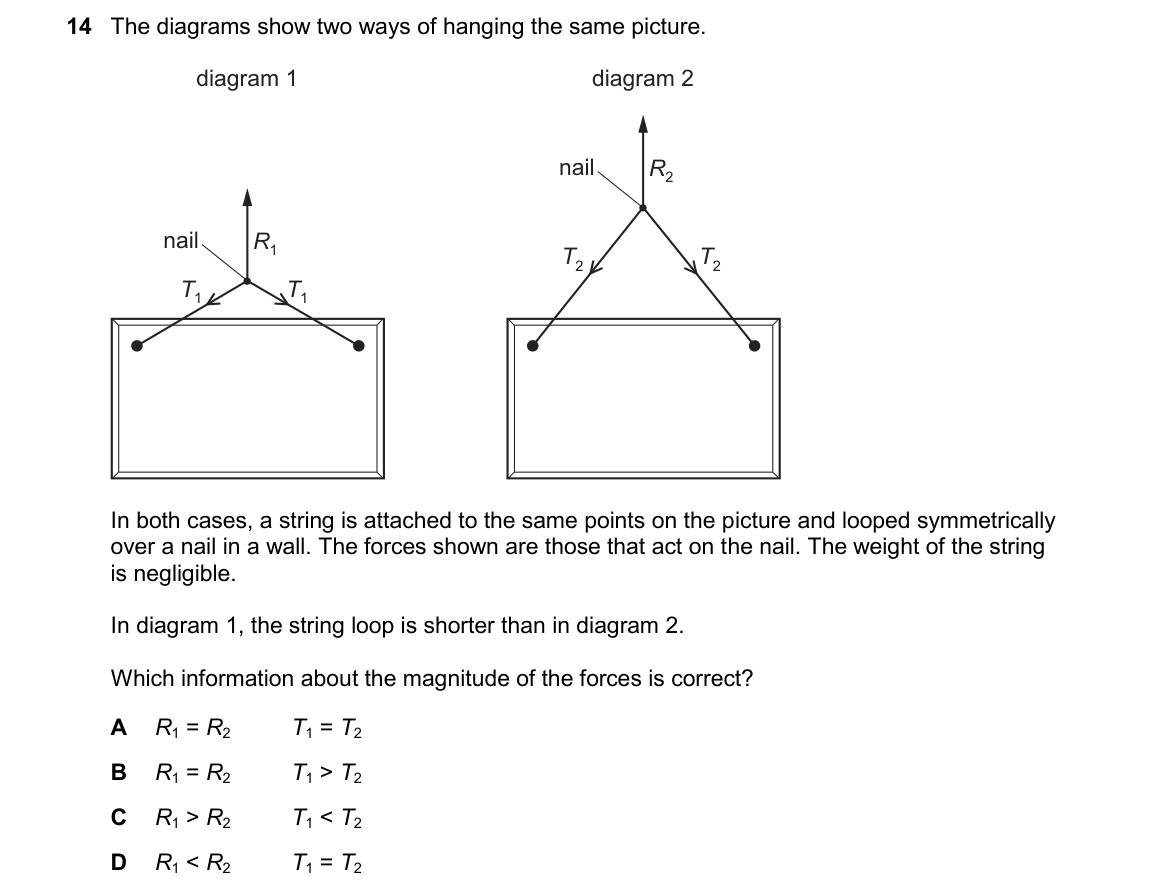 14 The diagrams show two ways of hanging the same picture.
diagram 1
diagram 2
nail
R₂
nail
R₁
T₂
T₂
T₁
T₁
In both cases, a string is attached to the same points on the picture and looped symmetrically
over a nail in a wall. The forces shown are those that act on the nail. The weight of the string
is negligible.
In diagram 1, the string loop is shorter than in diagram 2.
Which information about the magnitude of the forces is correct?
A R₁ = R₂ T₁ = T₂
B R₁ = R₂ T₁ > T₂
C R₁ > R₂ T₁ < T₂
D R₁ < R₂ T₁ = T₂